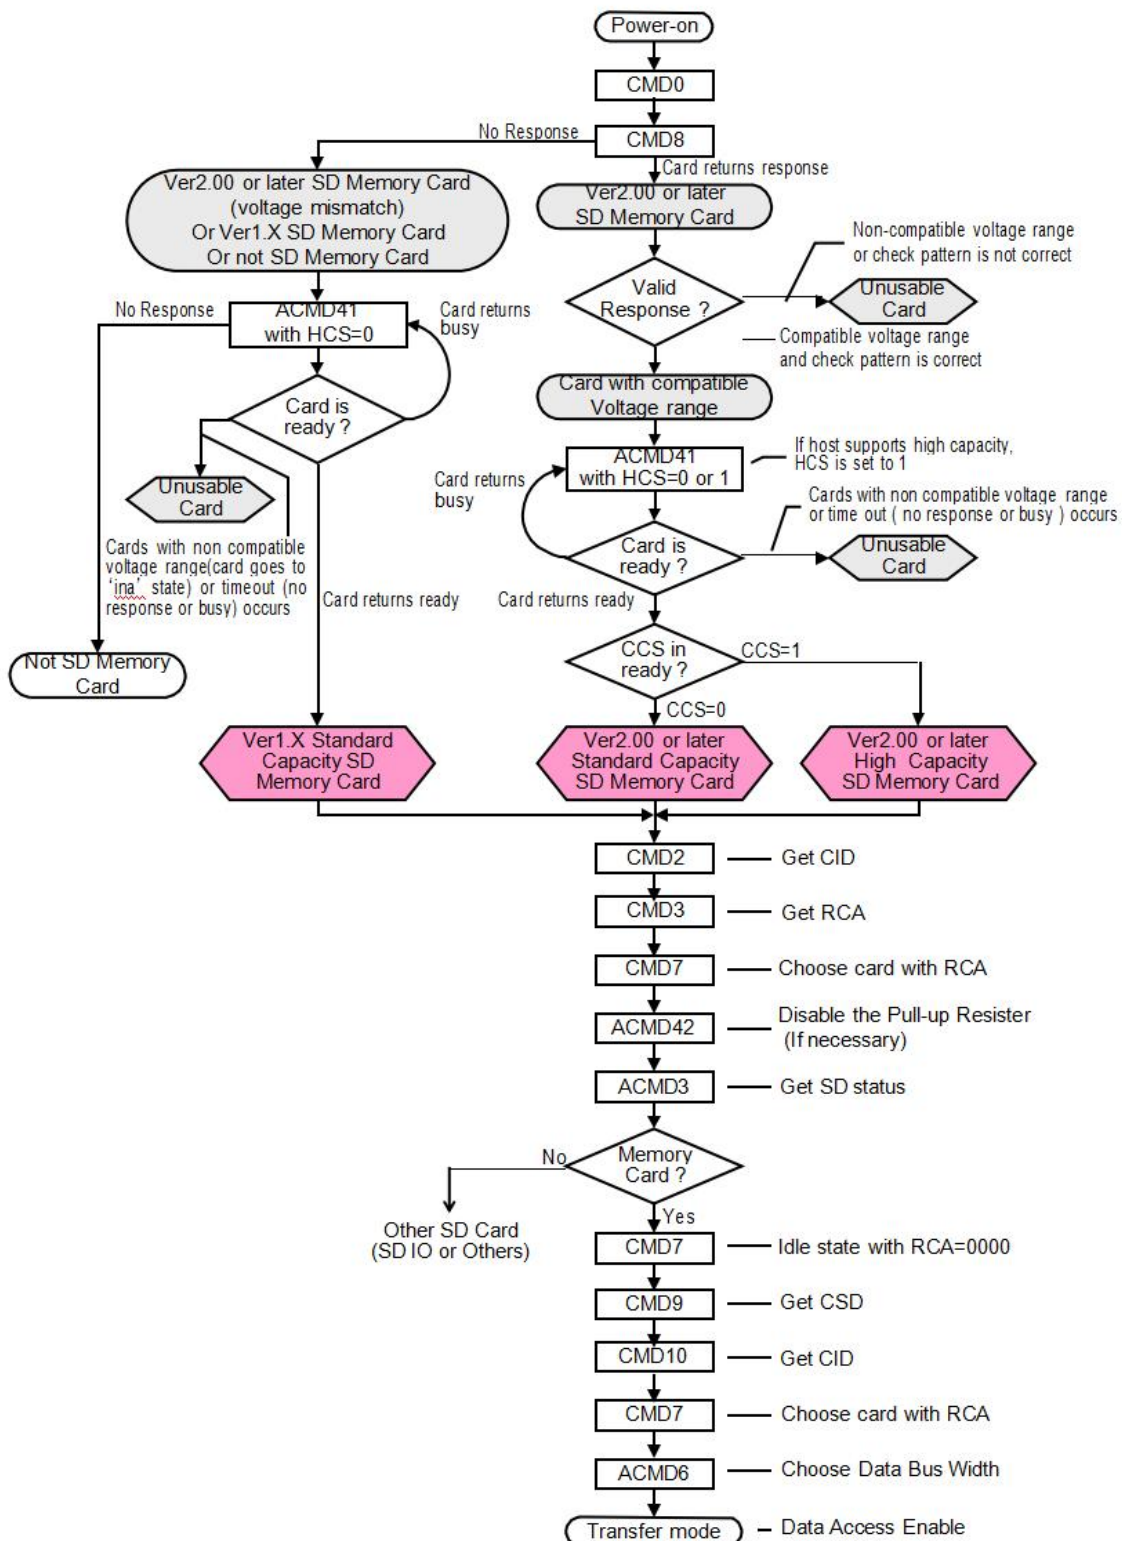 Power-on
CMD0
No Response
CMD8
Card returns response
Ver2.00 or later SD Memory Card
(voltage mismatch)
Or Ver1.X SD Memory Card
Or not SD Memory Card
Ver2.00 or later
SD Memory Card
Non-compatible voltage range
or check pattern is not correct
Valid
Response ?
Unusable
Card
No Response
ACMD41
with HCS=0
Card returns
busy
Compatible voltage range
and check pattern is correct
Card is
ready ?
Card with compatible
Voltage range
ACMD41
with HCS=0 or 1
If host supports high capacity,
HCS is set to 1
Card returns
busy
Unusable
Card
Cards with non compatible voltage range
or time out ( no response or busy ) occurs
Card is
ready ?
Unusable
Card
Cards with non compatible
voltage range(card goes to
‘ina’ state) or timeout (no
response or busy) occurs
Card returns ready
Card returns ready
CCS in
ready ?
CCS=1
Not SD Memory
Card
CCS=0
Ver1.X Standard
Capacity SD
Memory Card
Ver2.00 or later
Standard Capacity
SD Memory Card
Ver2.00 or later
High Capacity
SD Memory Card
CMD2
Get CID
CMD3
Get RCA
CMD7
Choose card with RCA
ACMD42
Disable the Pull-up Resister
(If necessary)
ACMD3
Get SD status
Memory
Card ?
No
Other SD Card
(SD IO or Others)
Yes
CMD7
Idle state with RCA=0000
CMD9
Get CSD
CMD10
Get CID
CMD7
Choose card with RCA
ACMD6
Choose Data Bus Width
Transfer mode
Data Access Enable